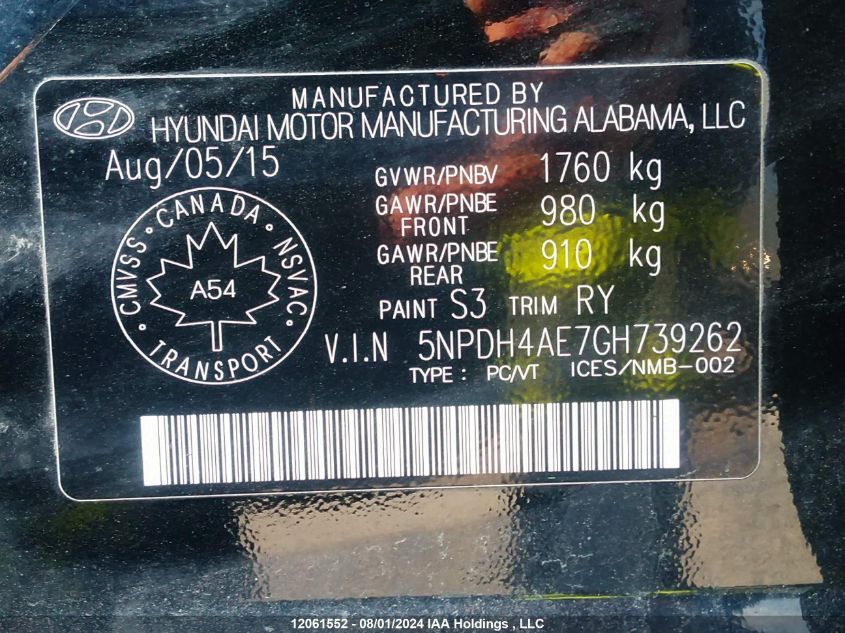 MANUFACTURED BY
HYUNDAI MOTOR MANUFACTURING ALABAMA, LLC
Aug/05/15
GVWR/PNBV 1760 kg
GAWR/PNBE FRONT 980 kg
GAWR/PNBE REAR 910 kg
PAINT S3 TRIM RY
V.I.N 5NPDH4AE7GH739262
TYPE : PC/VT ICES/NMB-002
CMVSS · CANADA · NSVAC · TRANSPORT ·
A54
12061552 - 08/01/2024 IAA Holdings , LLC